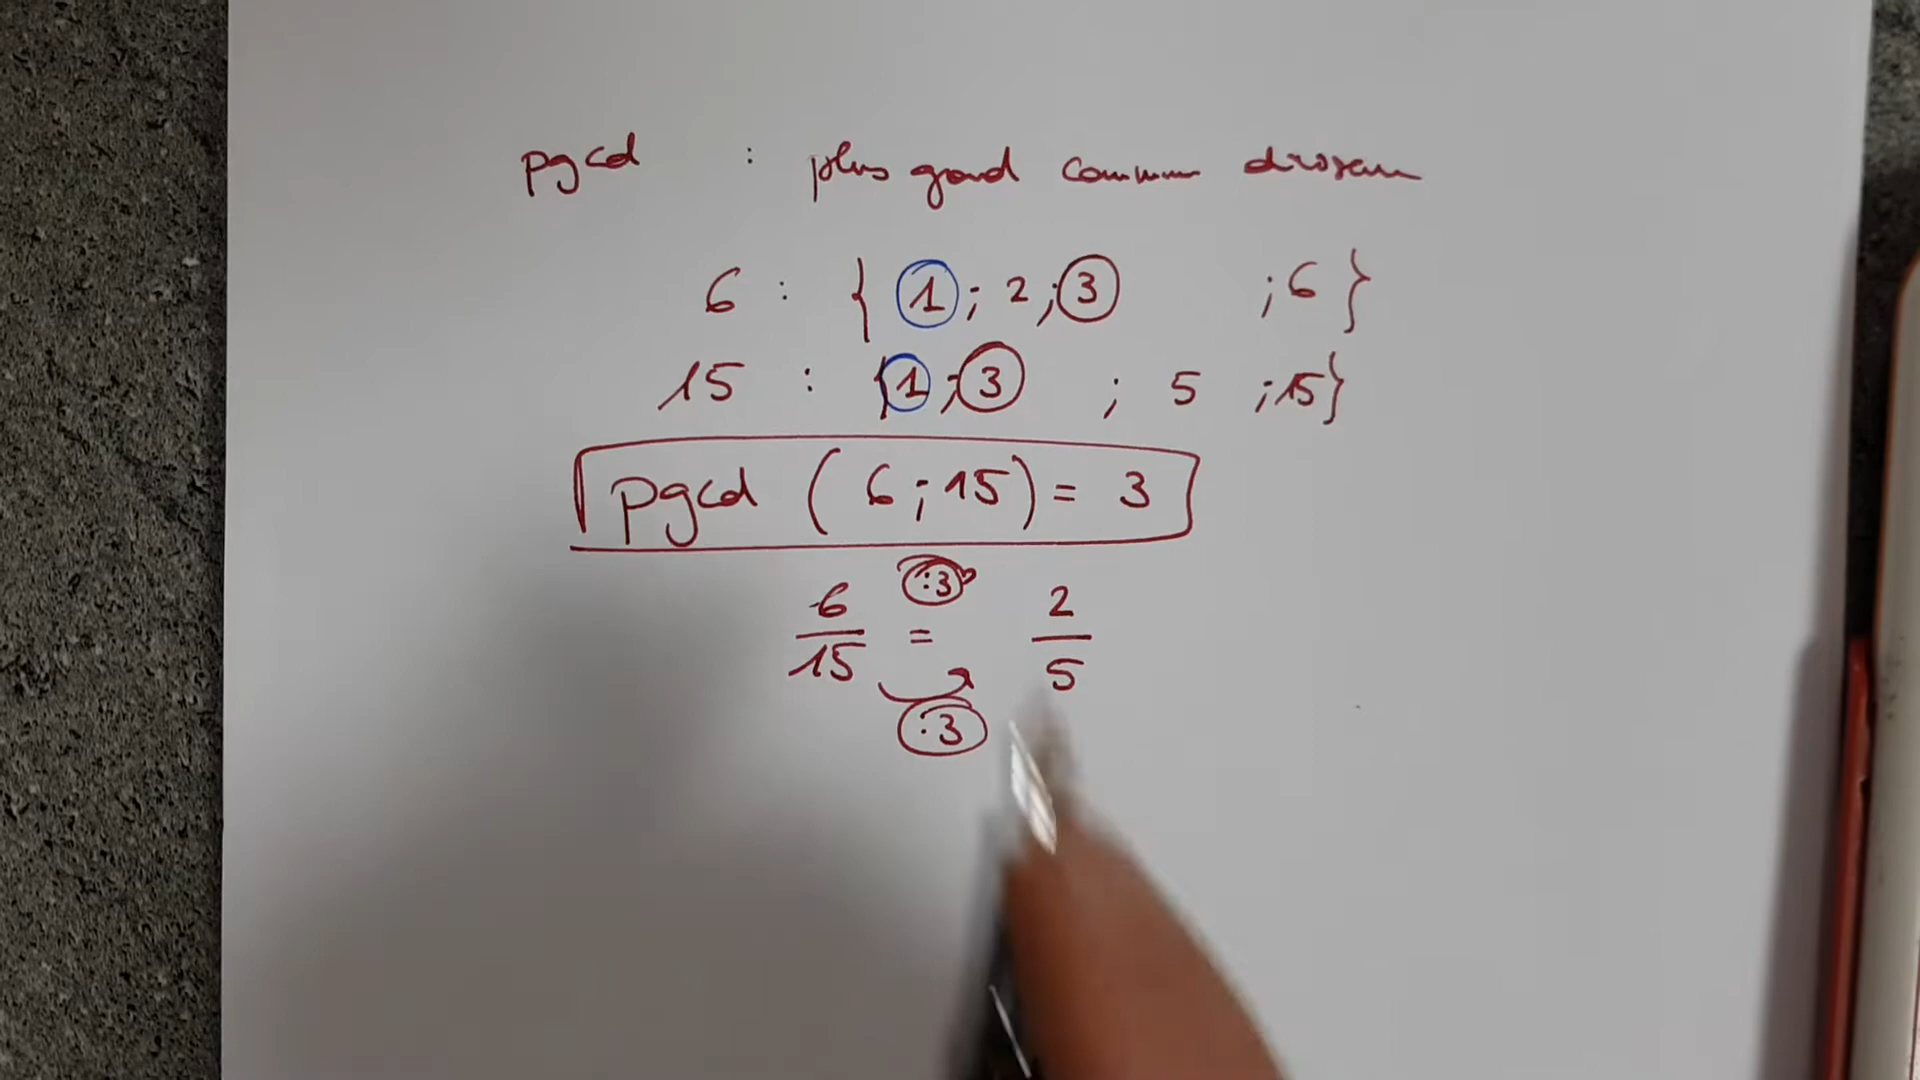 pgcd : plus grand commun diviseur
6 : { 1 ; 2 ; 3 ; 6 }
15 : { 1 ; 3 ; 5 ; 15 }
pgcd ( 6 ; 15 ) = 3
:3
6/15 = 2/5
:3